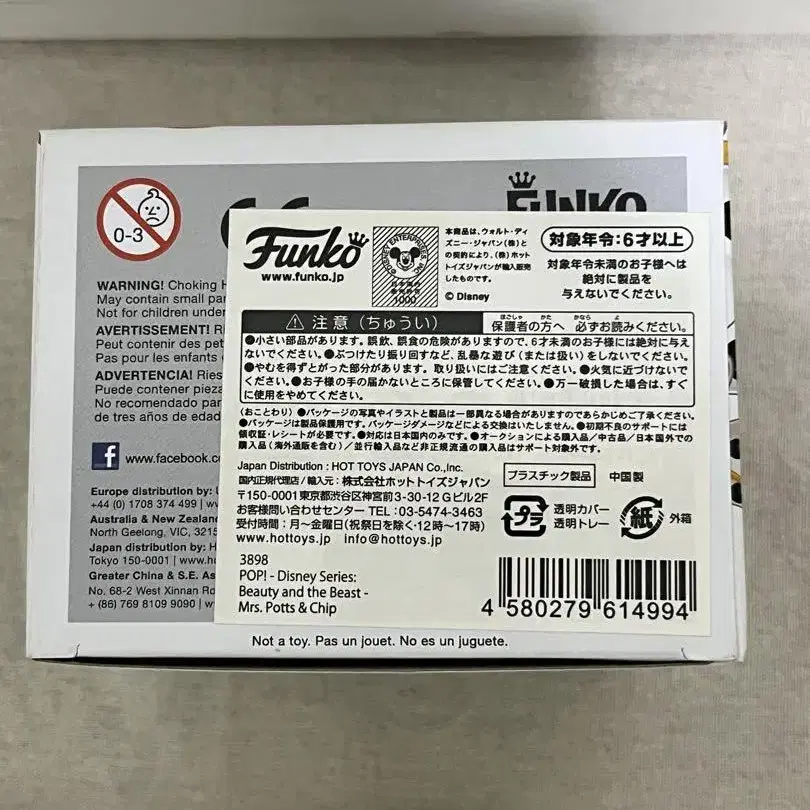 0-3
CE
FUNKO
WARNING! Choking
May contain small par
Not for children unde
AVERTISSEMENT!
Peut contenir des pet
Pas pour les enfants
ADVERTENCIA!
Puede contener pieza
No recomendado par
de tres años de edad
www.facebook.co
Europe distribution by:
+44 (0) 1708 374 499 | www
Australia & New Zealand
North Geelong, VIC, 3215
Japan distribution by: H
Tokyo 150-0001 | www.ho
Greater China & S.E. As
No. 68-2 West Xinnan Ro
+ (86) 769 8109 9090 | w
Not a toy. Pas un jouet. No es un juguete.
Funko
www.funko.jp
DISNEY ENTERPRISES INC.
1000
本商品は、ウォルト・ディ
ズニー・ジャパン(株)と
の契約により、(株)ホット
トイズジャパンが輸入販売
したものです。
© Disney
対象年令:6才以上
対象年令未満のお子様へは
絶対に製品を
与えないでください。
注意(ちゅうい)
ほごしゃ かた かなら よ
保護者の方へ 必ずお読みください。
●小さい部品があります。誤飲、誤食の危険がありますので、6才未満のお子様には絶対に与え
ないでください。●ぶつけたり振り回すなど、乱暴な遊び(または扱い)をしないでください。
●やむを得ずとがった部分があります。取り扱いにはご注意ください。●火気に近づけないで
ください。●お子様の手の届かないところに保管してください。●万一破損した場合は、すぐ
に使用をやめてください。
(おことわり)●パッケージの写真やイラストと製品は一部異なる場合がありますのであらかじめご了承ください。
●パッケージは製品保護用です。パッケージダメージなどによる交換はいたしません。●初期不良のサポートには
領収証・レシートが必要です。●対応は日本国内のみです。●オークションによる購入品/中古品/日本国外での
購入品(海外通販を含む)/並行輸入品など非正規流通の購入品はサポート対象外です。
Japan Distribution : HOT TOYS JAPAN Co.,Inc.
国内正規代理店/輸入元:株式会社ホットトイズジャパン
〒150-0001 東京都渋谷区神宮前3-30-12 Gビル2F
お客様問い合わせセンター TEL:03-5474-3463
受付時間:月〜金曜日(祝祭日を除く・12時〜17時)
www.hottoys.jp info@hottoys.jp
プラスチック製品
中国製
プラ
透明カバー
透明トレー
紙
外箱
3898
POP! - Disney Series:
Beauty and the Beast -
Mrs. Potts & Chip
4 580279 614994